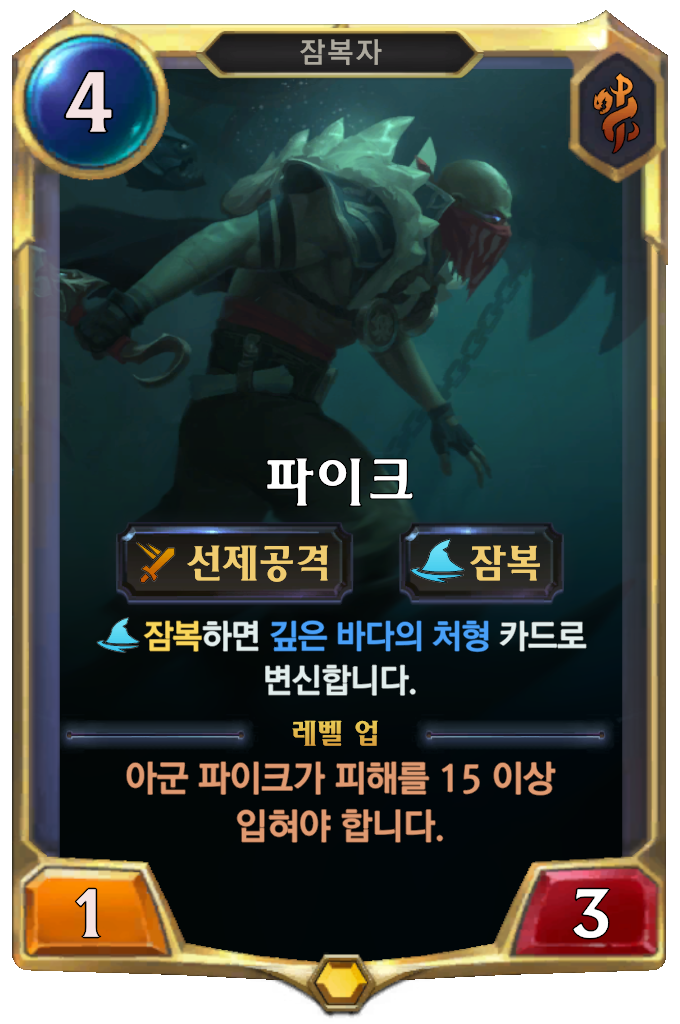 잠복자
4
파이크
선제공격 잠복
잠복하면 깊은 바다의 처형 카드로
변신합니다.
레벨 업
아군 파이크가 피해를 15 이상
입혀야 합니다.
1 3